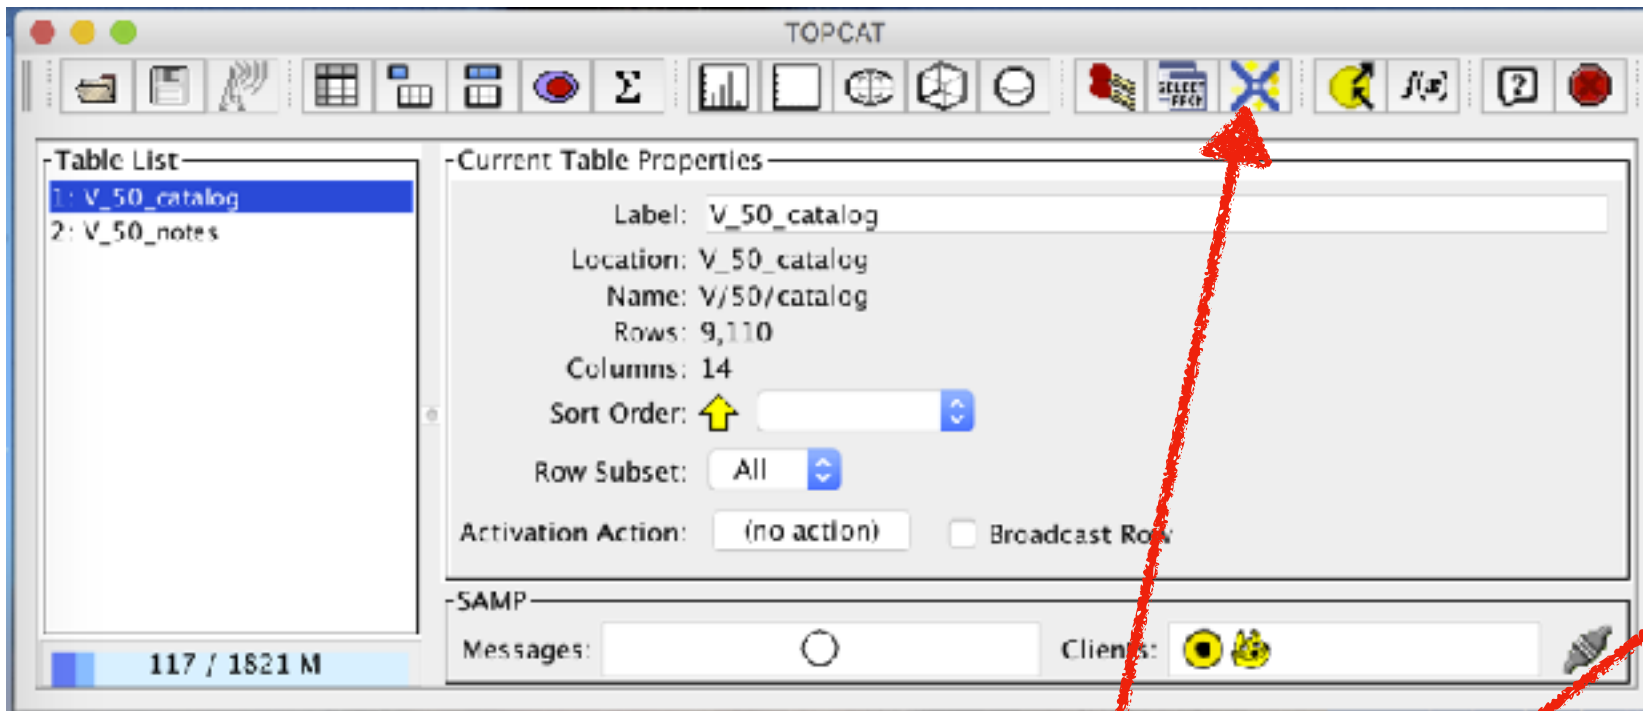 TOPCAT
Σ
SELECT
f(x)
?
Table List
1: V_50_catalog
2: V_50_notes
117 / 1821 M
Current Table Properties
Label: V_50_catalog
Location: V_50_catalog
Name: V/50/catalog
Rows: 9,110
Columns: 14
Sort Order:
Row Subset: All
Activation Action: (no action) Broadcast Row
SAMP
Messages: Clients: